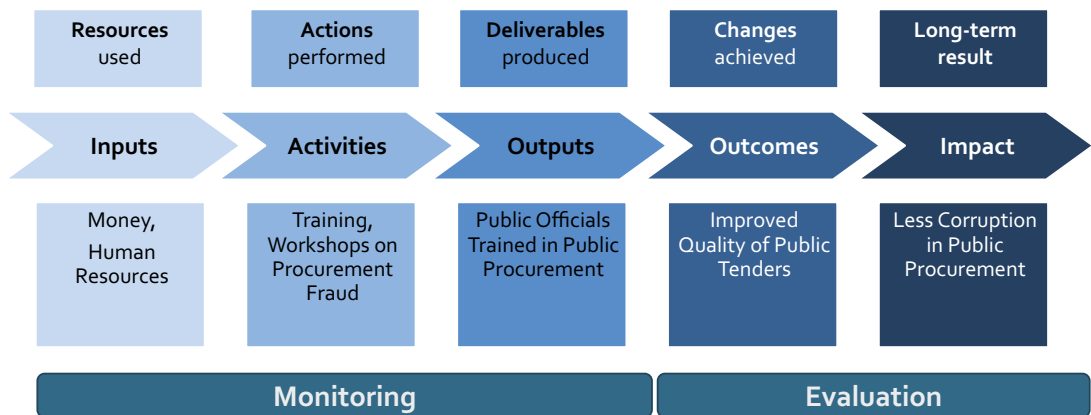 Resources
used
Actions
performed
Deliverables
produced
Changes
achieved
Long-term
result
Inputs
Activities
Outputs
Outcomes
Impact
Money,
Human
Resources
Training,
Workshops on
Procurement
Fraud
Public Officials
Trained in Public
Procurement
Improved
Quality of Public
Tenders
Less Corruption
in Public
Procurement
Monitoring
Evaluation